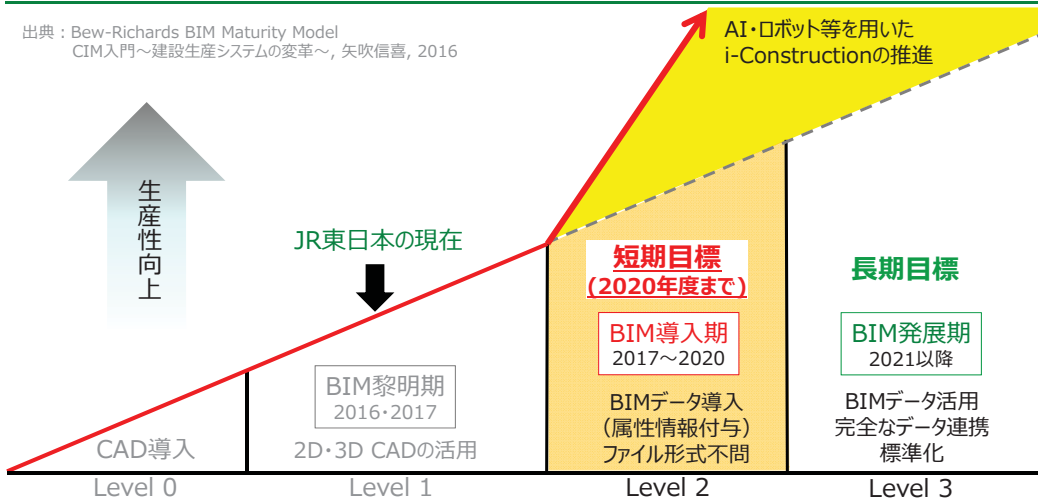 出典：Bew-Richards BIM Maturity Model
CIM入門～建設生産システムの変革～, 矢吹信喜, 2016
AI・ロボット等を用いた
i-Constructionの推進
生産性向上
JR東日本の現在
短期目標
(2020年度まで)
長期目標
BIM黎明期
2016・2017
BIM導入期
2017～2020
BIM発展期
2021以降
CAD導入
2D・3D CADの活用
BIMデータ導入
(属性情報付与)
ファイル形式不問
BIMデータ活用
完全なデータ連携
標準化
Level 0
Level 1
Level 2
Level 3